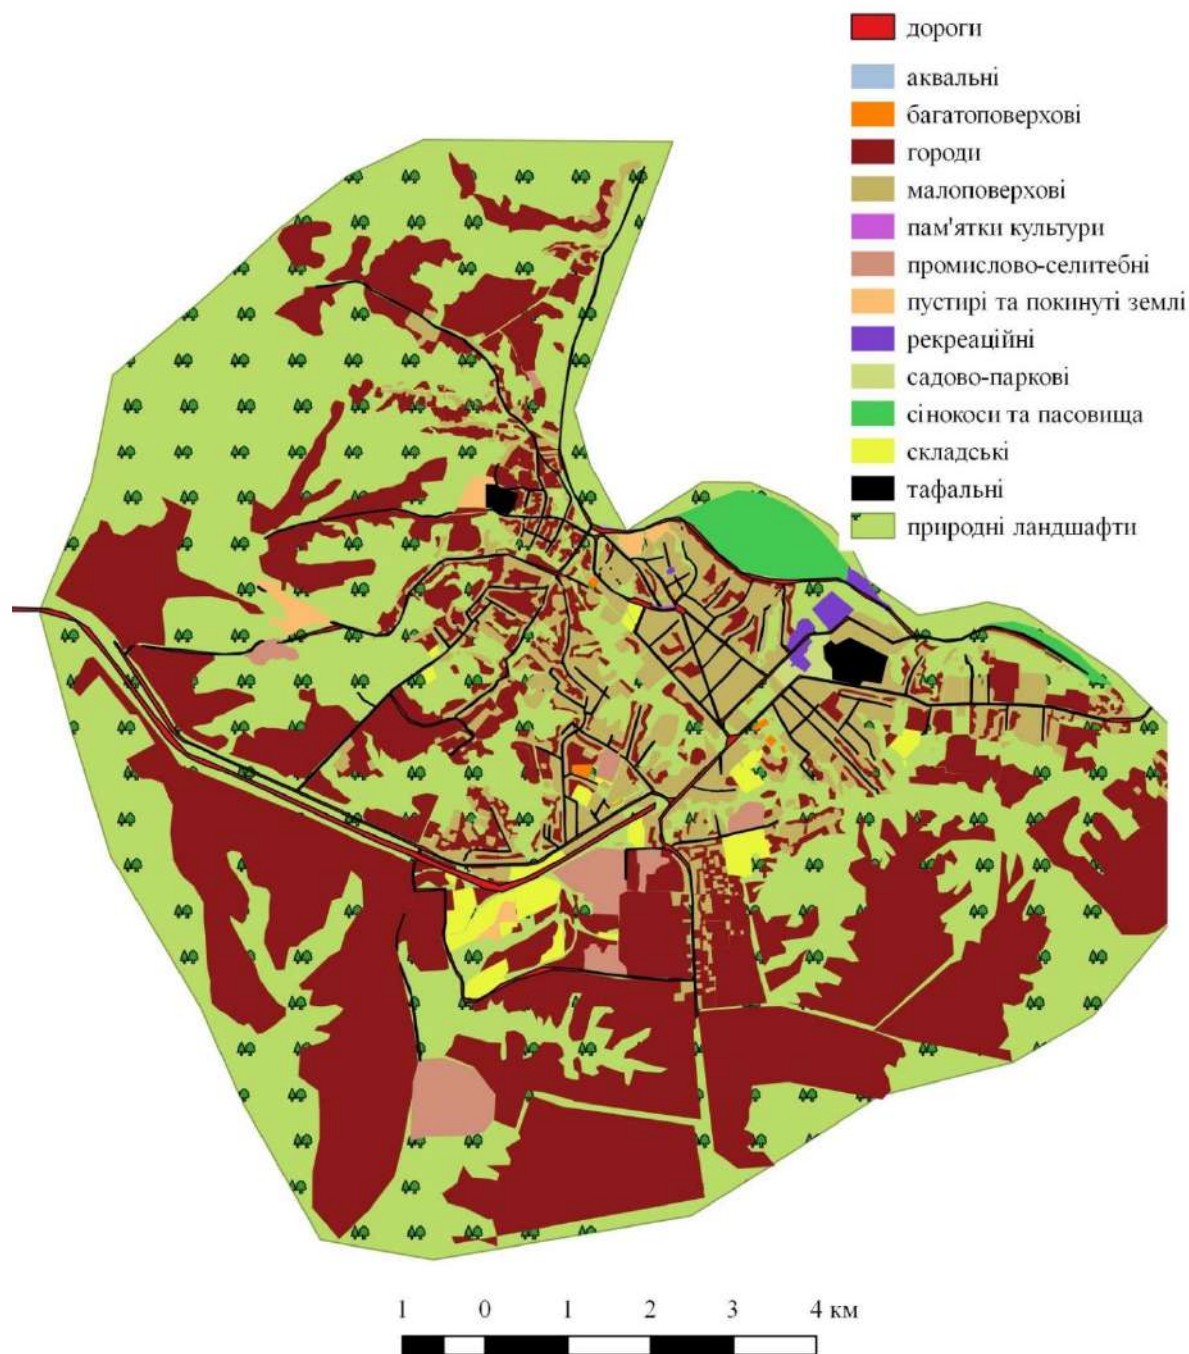 дороги
аквальні
багатоповерхові
городи
малоповерхові
пам'ятки культури
промислово-селитебні
пустирі та покинуті землі
рекреаційні
садово-паркові
сінокоси та пасовища
складські
тафальні
природні ландшафти
1 0 1 2 3 4 км